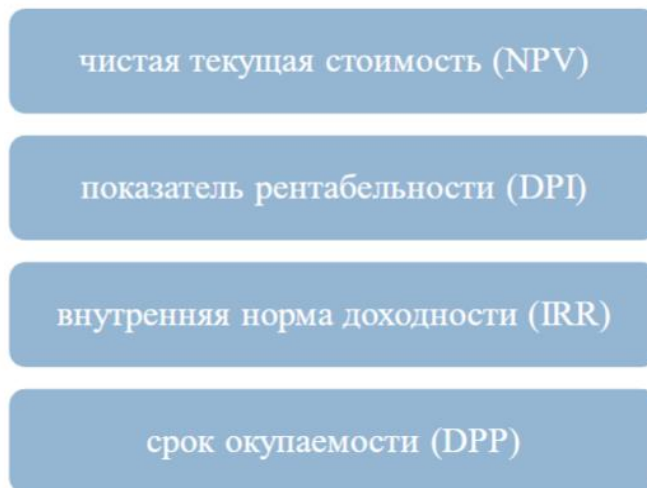 чистая текущая стоимость (NPV)
показатель рентабельности (DPI)
внутренняя норма доходности (IRR)
срок окупаемости (DPP)